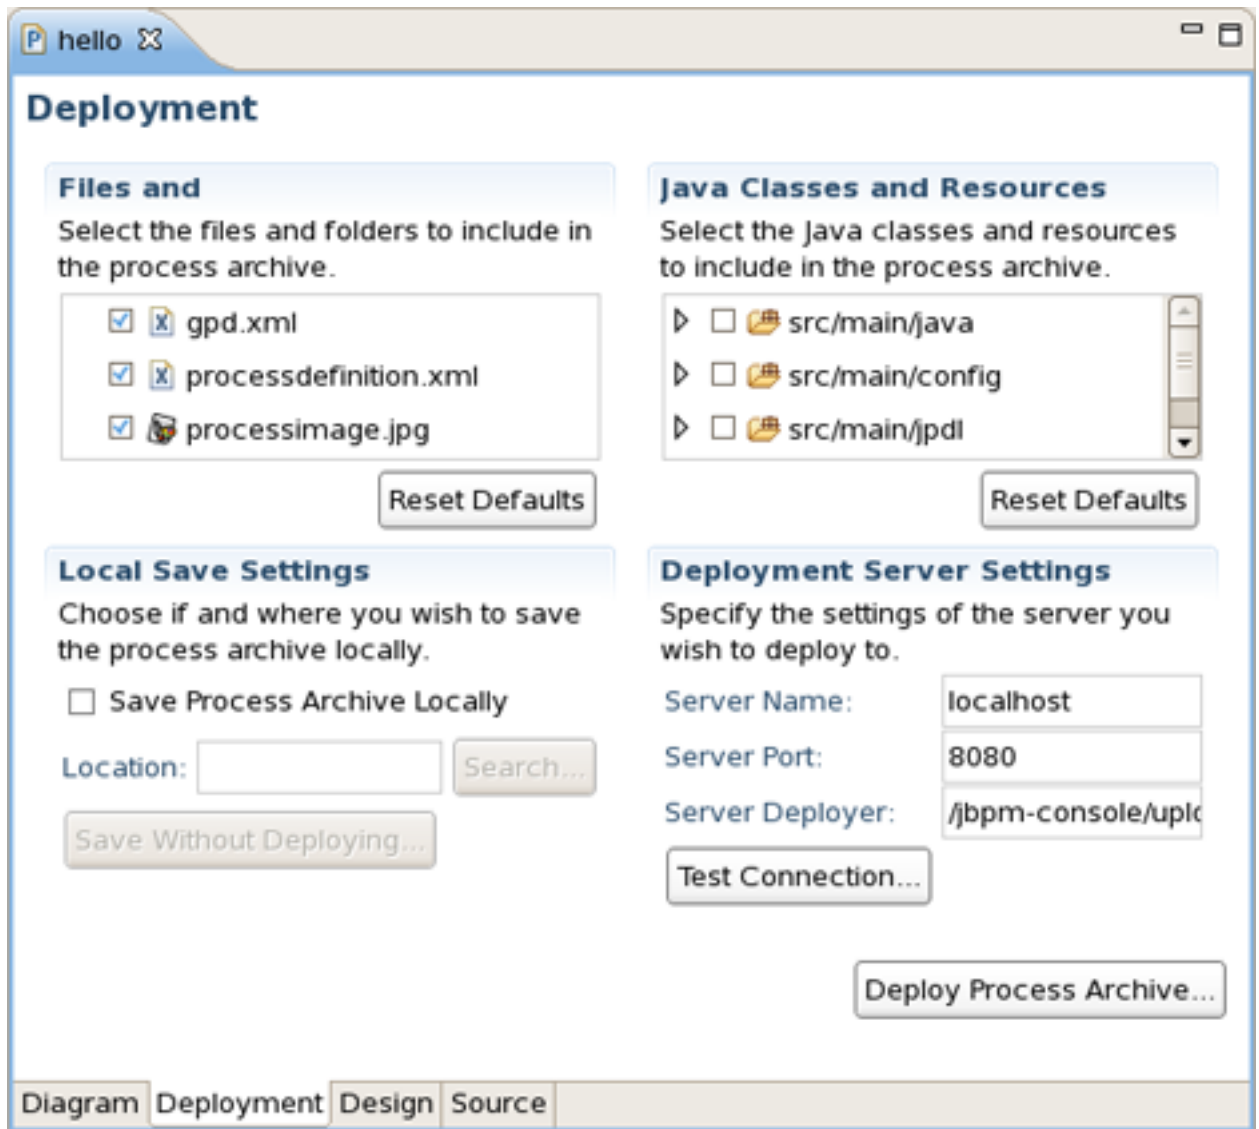 hello
Deployment
Files and
Select the files and folders to include in
the process archive.
gpd.xml
processdefinition.xml
processimage.jpg
Reset Defaults
Java Classes and Resources
Select the Java classes and resources
to include in the process archive.
src/main/java
src/main/config
src/main/jpdl
Reset Defaults
Local Save Settings
Choose if and where you wish to save
the process archive locally.
Save Process Archive Locally
Location:
Search...
Save Without Deploying...
Deployment Server Settings
Specify the settings of the server you
wish to deploy to.
Server Name: localhost
Server Port: 8080
Server Deployer: /jbpm-console/uplo
Test Connection...
Deploy Process Archive...
Diagram Deployment Design Source